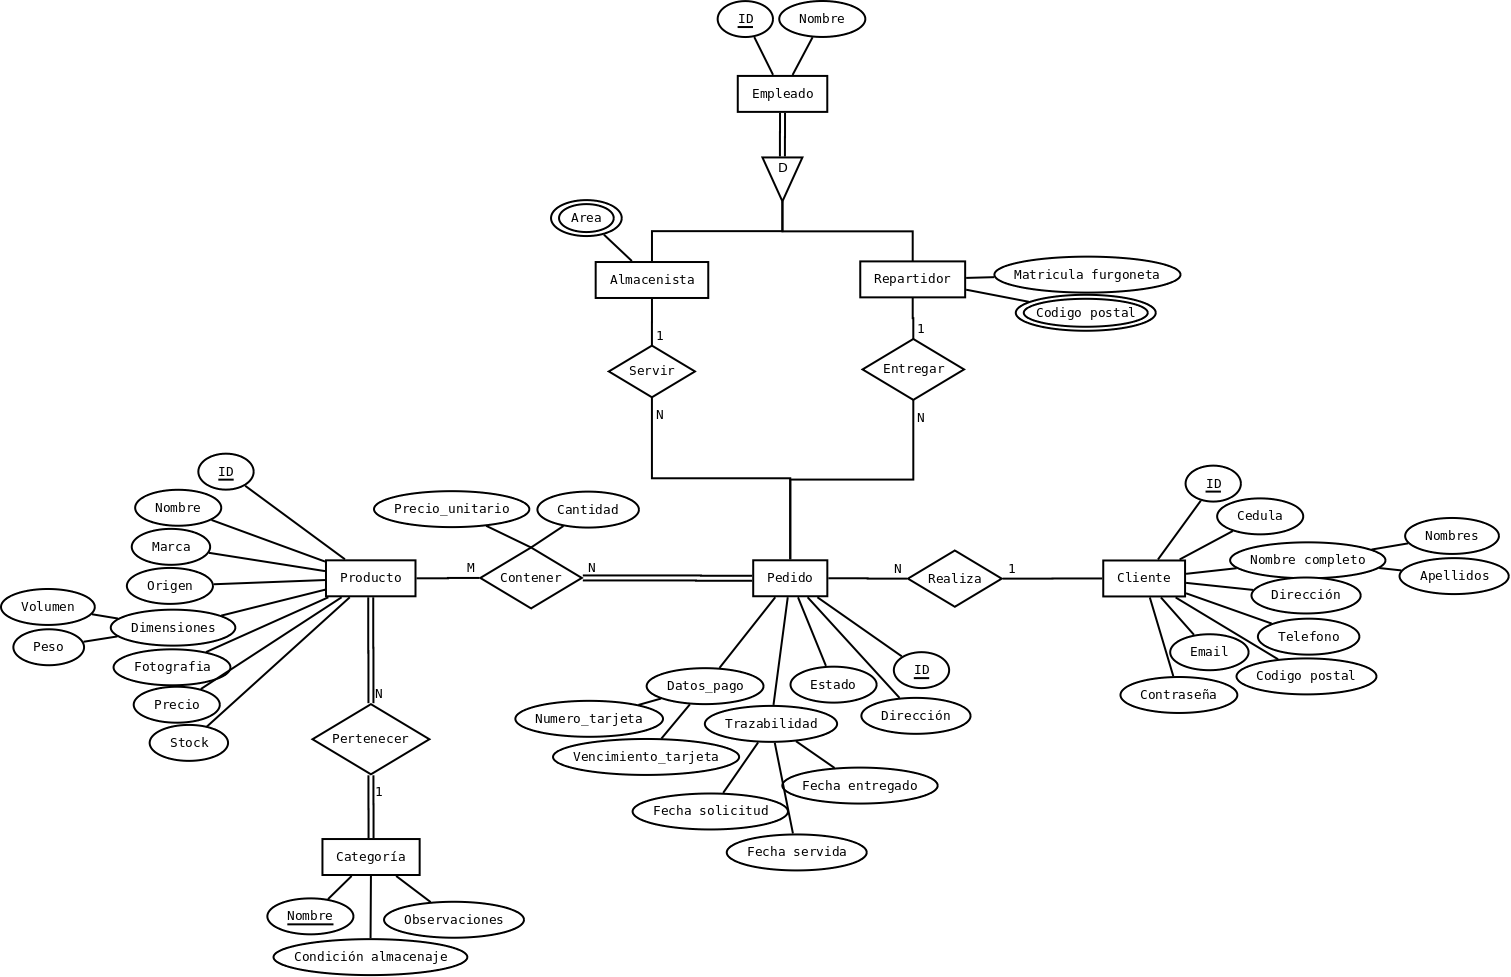 ID
Nombre
Empleado
D
Area
Almacenista
Repartidor
Matricula furgoneta
Codigo postal
1
1
Servir
Entregar
N
N
ID
Nombre
Marca
Origen
Volumen
Dimensiones
Peso
Fotografia
Precio
Stock
Producto
Precio_unitario
Cantidad
M
Contener
N
Pedido
N
Realiza
1
Cliente
ID
Cedula
Nombre completo
Nombres
Apellidos
Dirección
Telefono
Email
Codigo postal
Contraseña
Datos_pago
Numero_tarjeta
Vencimiento_tarjeta
Estado
ID
Dirección
Trazabilidad
Fecha entregado
Fecha solicitud
Fecha servida
N
Pertenecer
1
Categoría
Nombre
Observaciones
Condición almacenaje